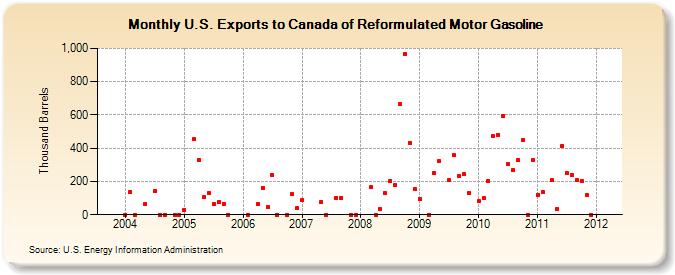 Monthly U.S. Exports to Canada of Reformulated Motor Gasoline
Thousand Barrels
1,000
800
600
400
200
0
2004 2005 2006 2007 2008 2009 2010 2011 2012
Source: U.S. Energy Information Administration